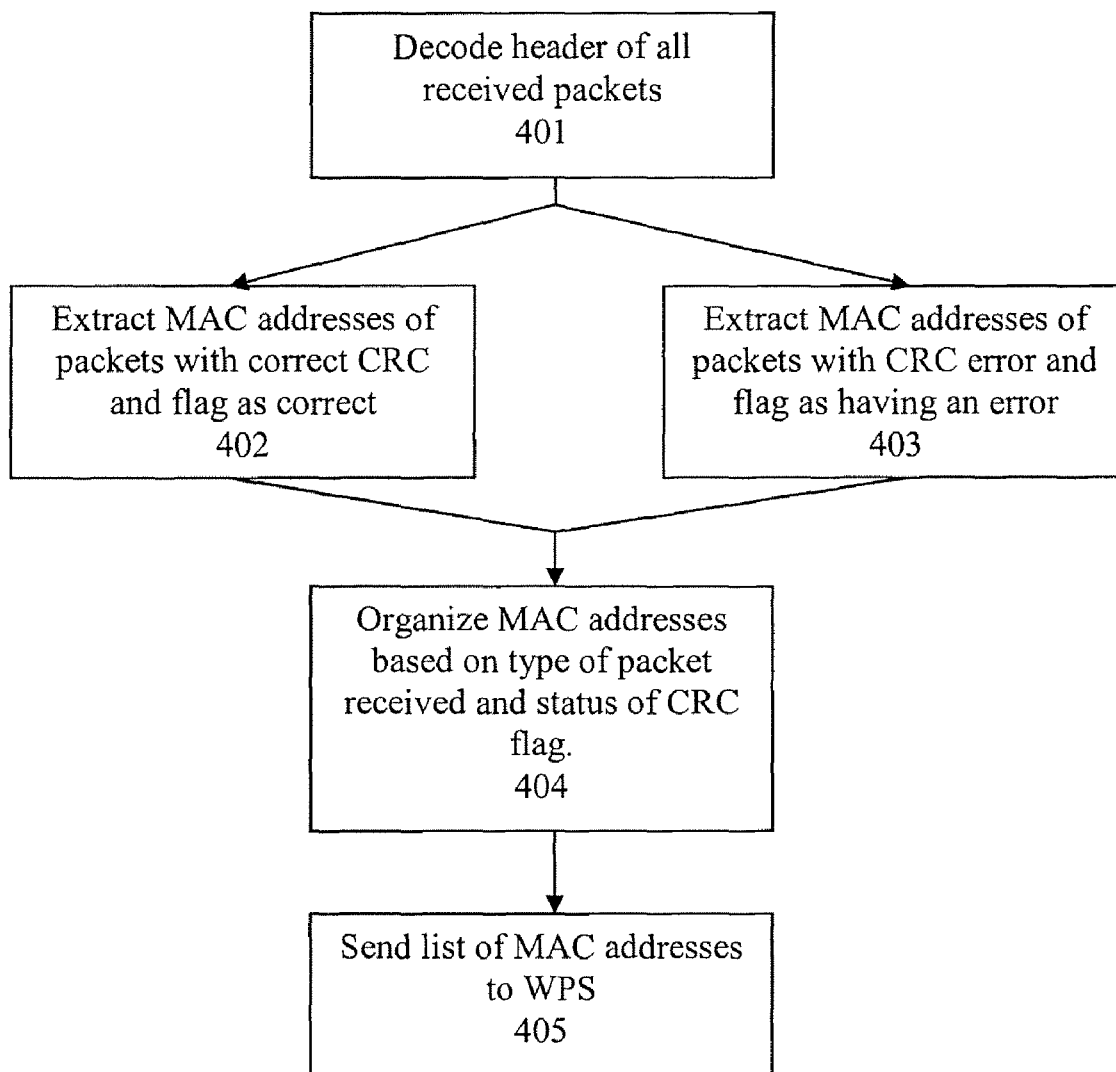 Decode header of all
received packets
401
Extract MAC addresses of
packets with correct CRC
and flag as correct
402
Extract MAC addresses of
packets with CRC error and
flag as having an error
403
Organize MAC addresses
based on type of packet
received and status of CRC
flag.
404
Send list of MAC addresses
to WPS
405